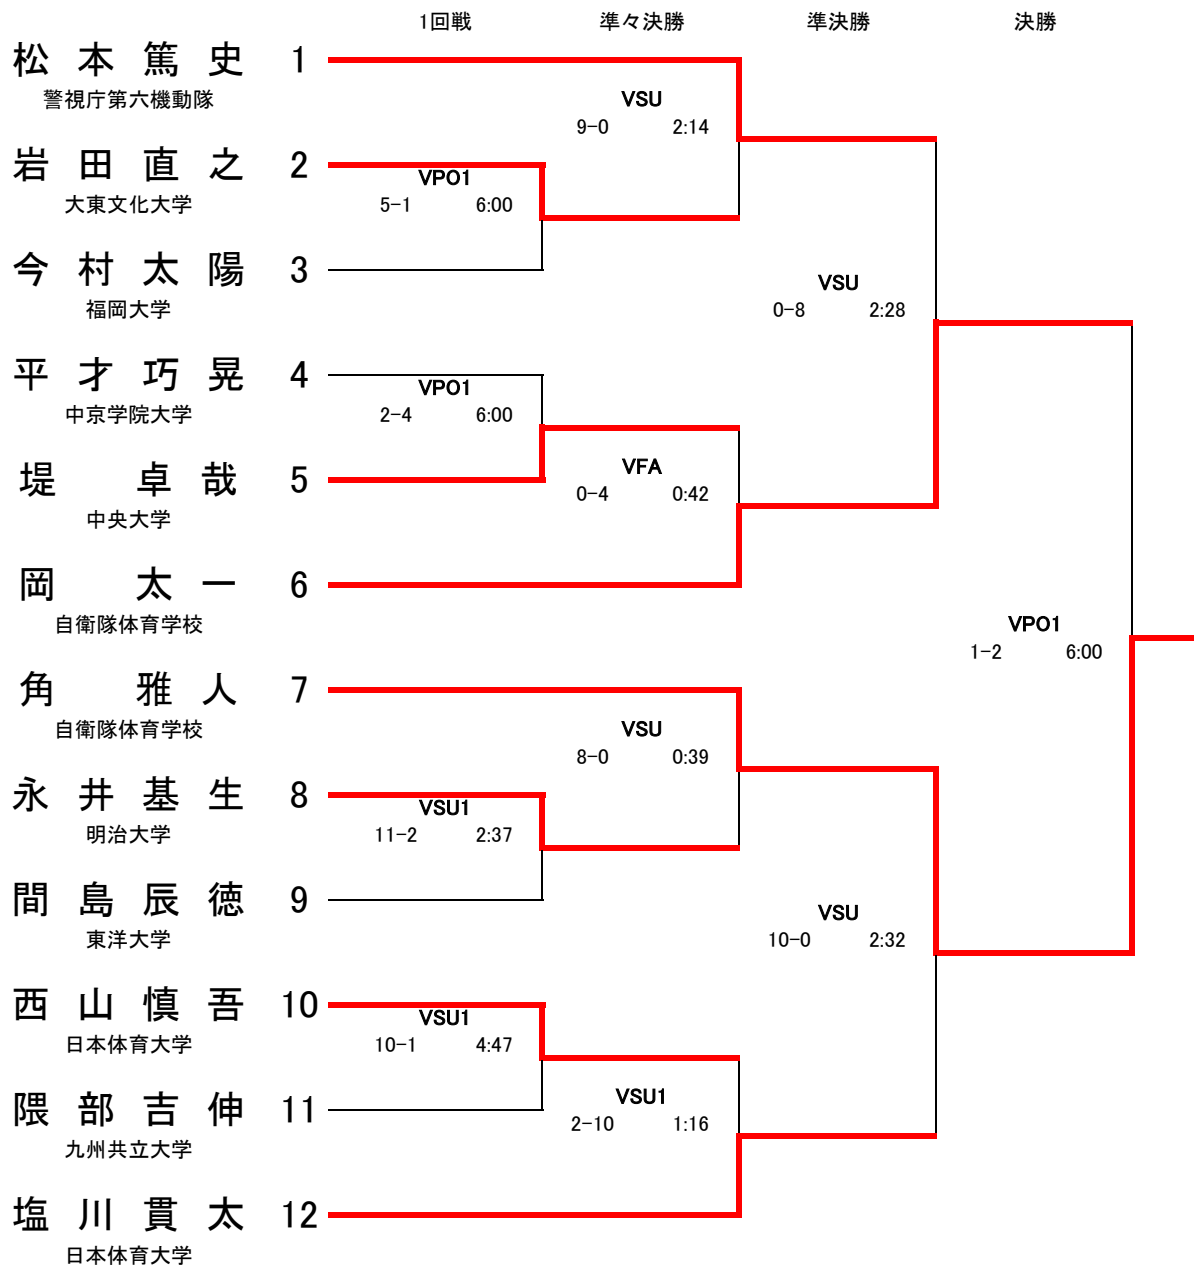 1回戦 準々決勝 準決勝 決勝
松本篤史 1
警視庁第六機動隊
VSU
9-0 2:14
岩田直之 2
大東文化大学
VPO1
5-1 6:00
今村太陽 3
福岡大学
VSU
0-8 2:28
平才巧晃 4
中京学院大学
VPO1
2-4 6:00
堤 卓哉 5
中央大学
VFA
0-4 0:42
岡 太一 6
自衛隊体育学校
VPO1
1-2 6:00
角 雅人 7
自衛隊体育学校
VSU
8-0 0:39
永井基生 8
明治大学
VSU1
11-2 2:37
間島辰徳 9
東洋大学
VSU
10-0 2:32
西山慎吾 10
日本体育大学
VSU1
10-1 4:47
隈部吉伸 11
九州共立大学
VSU1
2-10 1:16
塩川貫太 12
日本体育大学